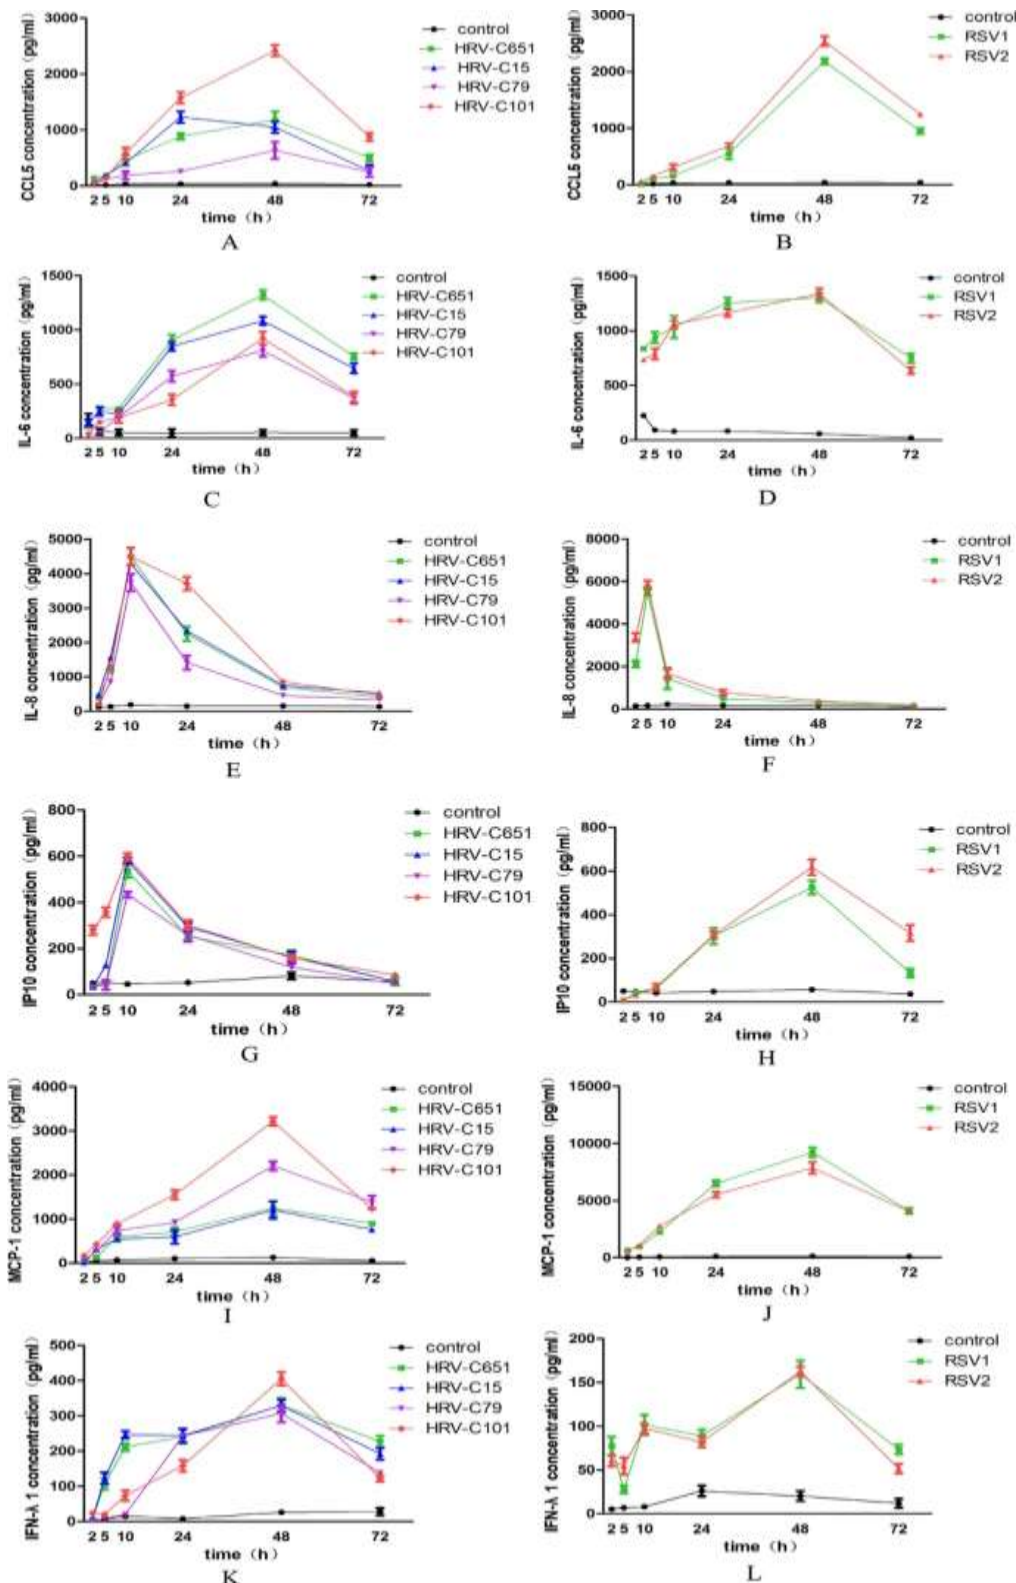 CCL5 concentration (pg/ml)
3000
2000
1000
0
2 5 10 24 48 72
time (h)
control
HRV-C651
HRV-C15
HRV-C79
HRV-C101
A
CCL5 concentration (pg/ml)
3000
2000
1000
0
2 5 10 24 48 72
time (h)
control
RSV1
RSV2
B
IL-6 concentration (pg/ml)
1500
1000
500
0
2 5 10 24 48 72
time (h)
control
HRV-C651
HRV-C15
HRV-C79
HRV-C101
C
IL-6 concentration (pg/ml)
1500
1000
500
0
2 5 10 24 48 72
time (h)
control
RSV1
RSV2
D
IL-8 concentration (pg/ml)
5000
4000
3000
2000
1000
0
2 5 10 24 48 72
time (h)
control
HRV-C651
HRV-C15
HRV-C79
HRV-C101
E
IL-8 concentration (pg/ml)
8000
6000
4000
2000
0
2 5 10 24 48 72
time (h)
control
RSV1
RSV2
F
IP10 concentration (pg/ml)
800
600
400
200
0
2 5 10 24 48 72
time (h)
control
HRV-C651
HRV-C15
HRV-C79
HRV-C101
G
IP10 concentration (pg/ml)
800
600
400
200
0
2 5 10 24 48 72
time (h)
control
RSV1
RSV2
H
MCP-1 concentration (pg/ml)
4000
3000
2000
1000
0
2 5 10 24 48 72
time (h)
control
HRV-C651
HRV-C15
HRV-C79
HRV-C101
I
MCP-1 concentration (pg/ml)
15000
10000
5000
0
2 5 10 24 48 72
time (h)
control
RSV1
RSV2
J
IFN-λ 1 concentration (pg/ml)
500
400
300
200
100
0
2 5 10 24 48 72
time (h)
control
HRV-C651
HRV-C15
HRV-C79
HRV-C101
K
IFN-λ 1 concentration (pg/ml)
200
150
100
50
0
2 5 10 24 48 72
time (h)
control
RSV1
RSV2
L